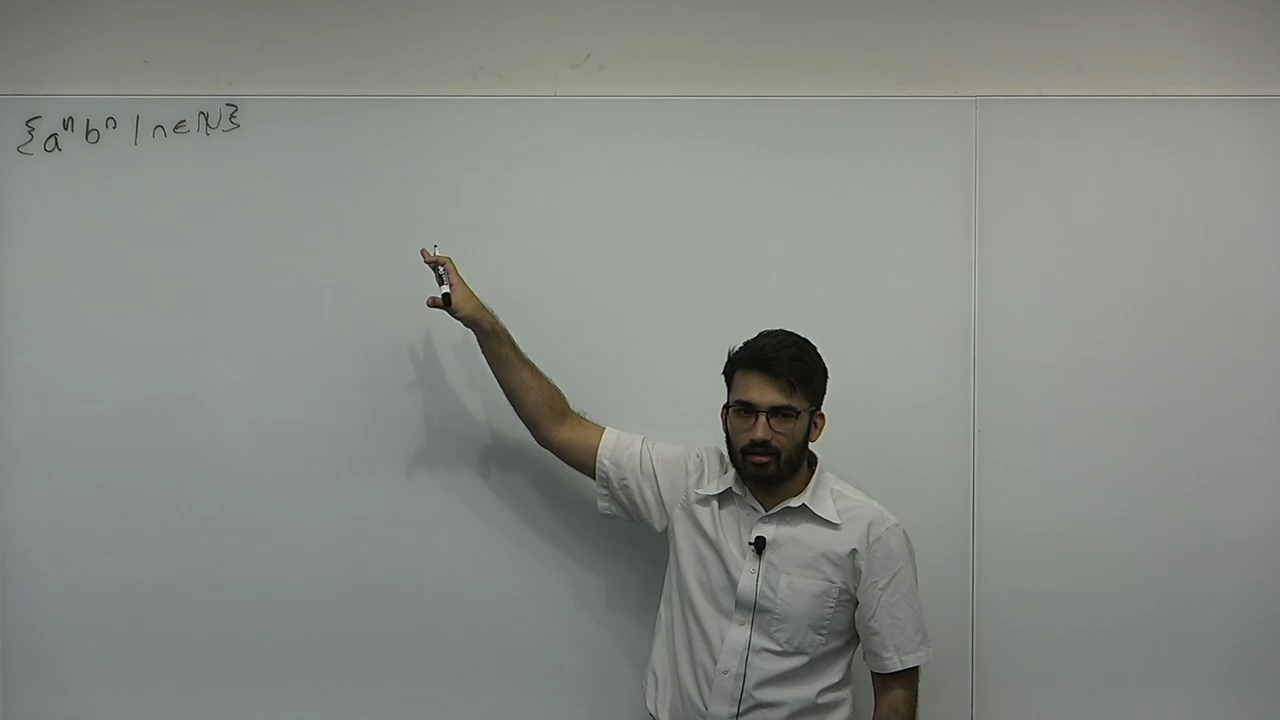 {aⁿbⁿ | n ∈ ℕ}